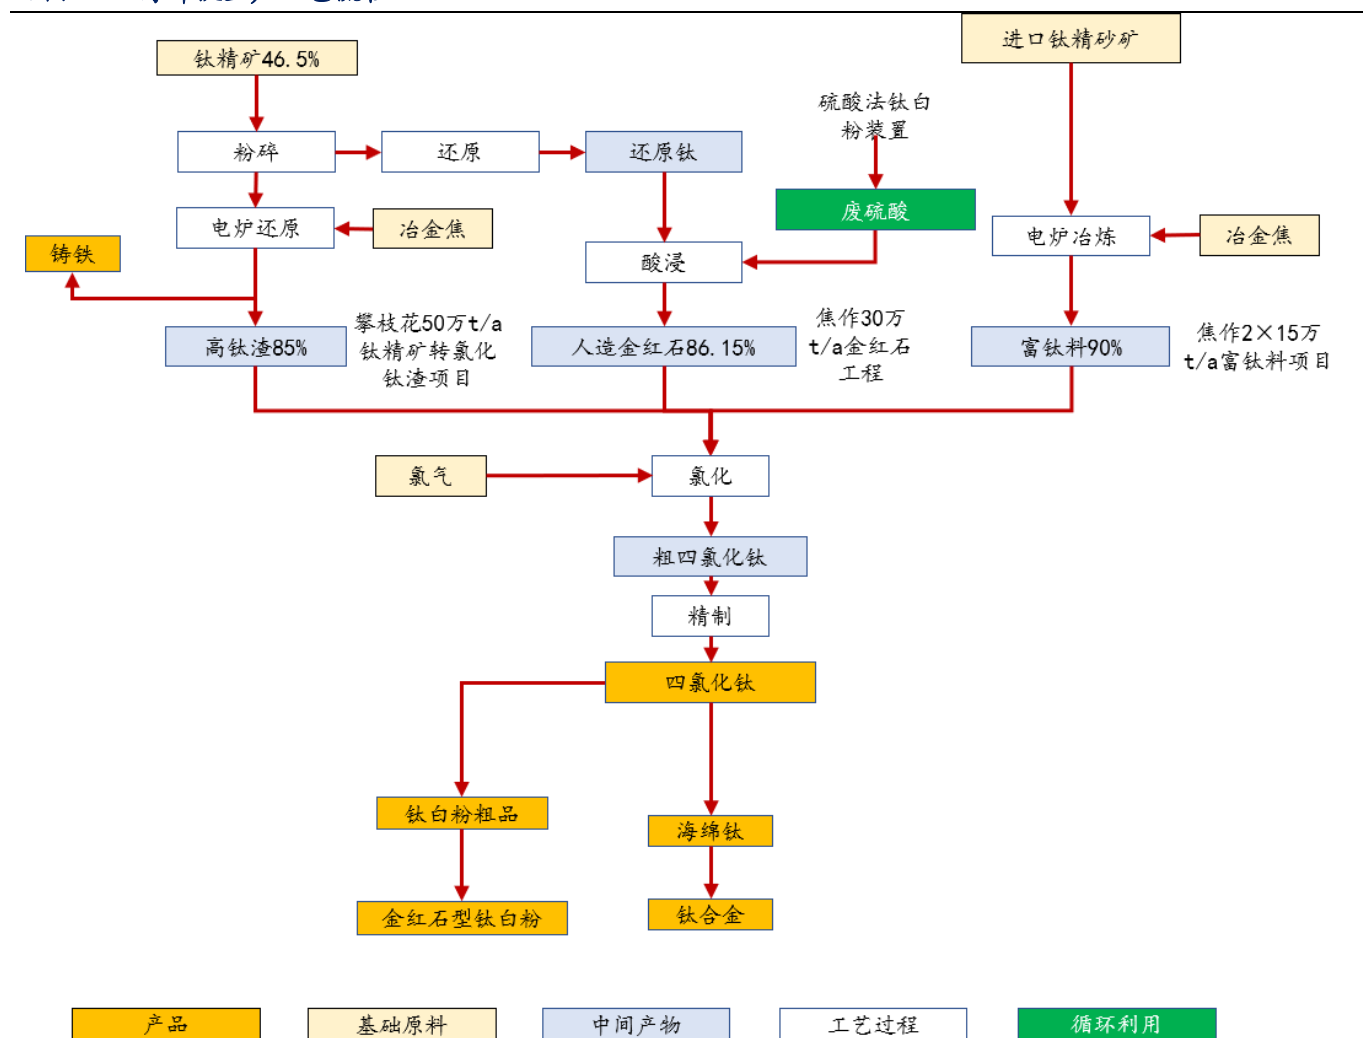 钛精矿46.5%
进口钛精砂矿
硫酸法钛白
粉装置
粉碎
还原
还原钛
废硫酸
电炉还原
冶金焦
电炉冶炼
冶金焦
铸铁
酸浸
高钛渣85%
攀枝花50万t/a
钛精矿转氯化
钛渣项目
人造金红石86.15%
焦作30万
t/a金红石
工程
富钛料90%
焦作2×15万
t/a富钛料项目
氯气
氯化
粗四氯化钛
精制
四氯化钛
钛白粉粗品
海绵钛
金红石型钛白粉
钛合金
产品
基础原料
中间产物
工艺过程
循环利用